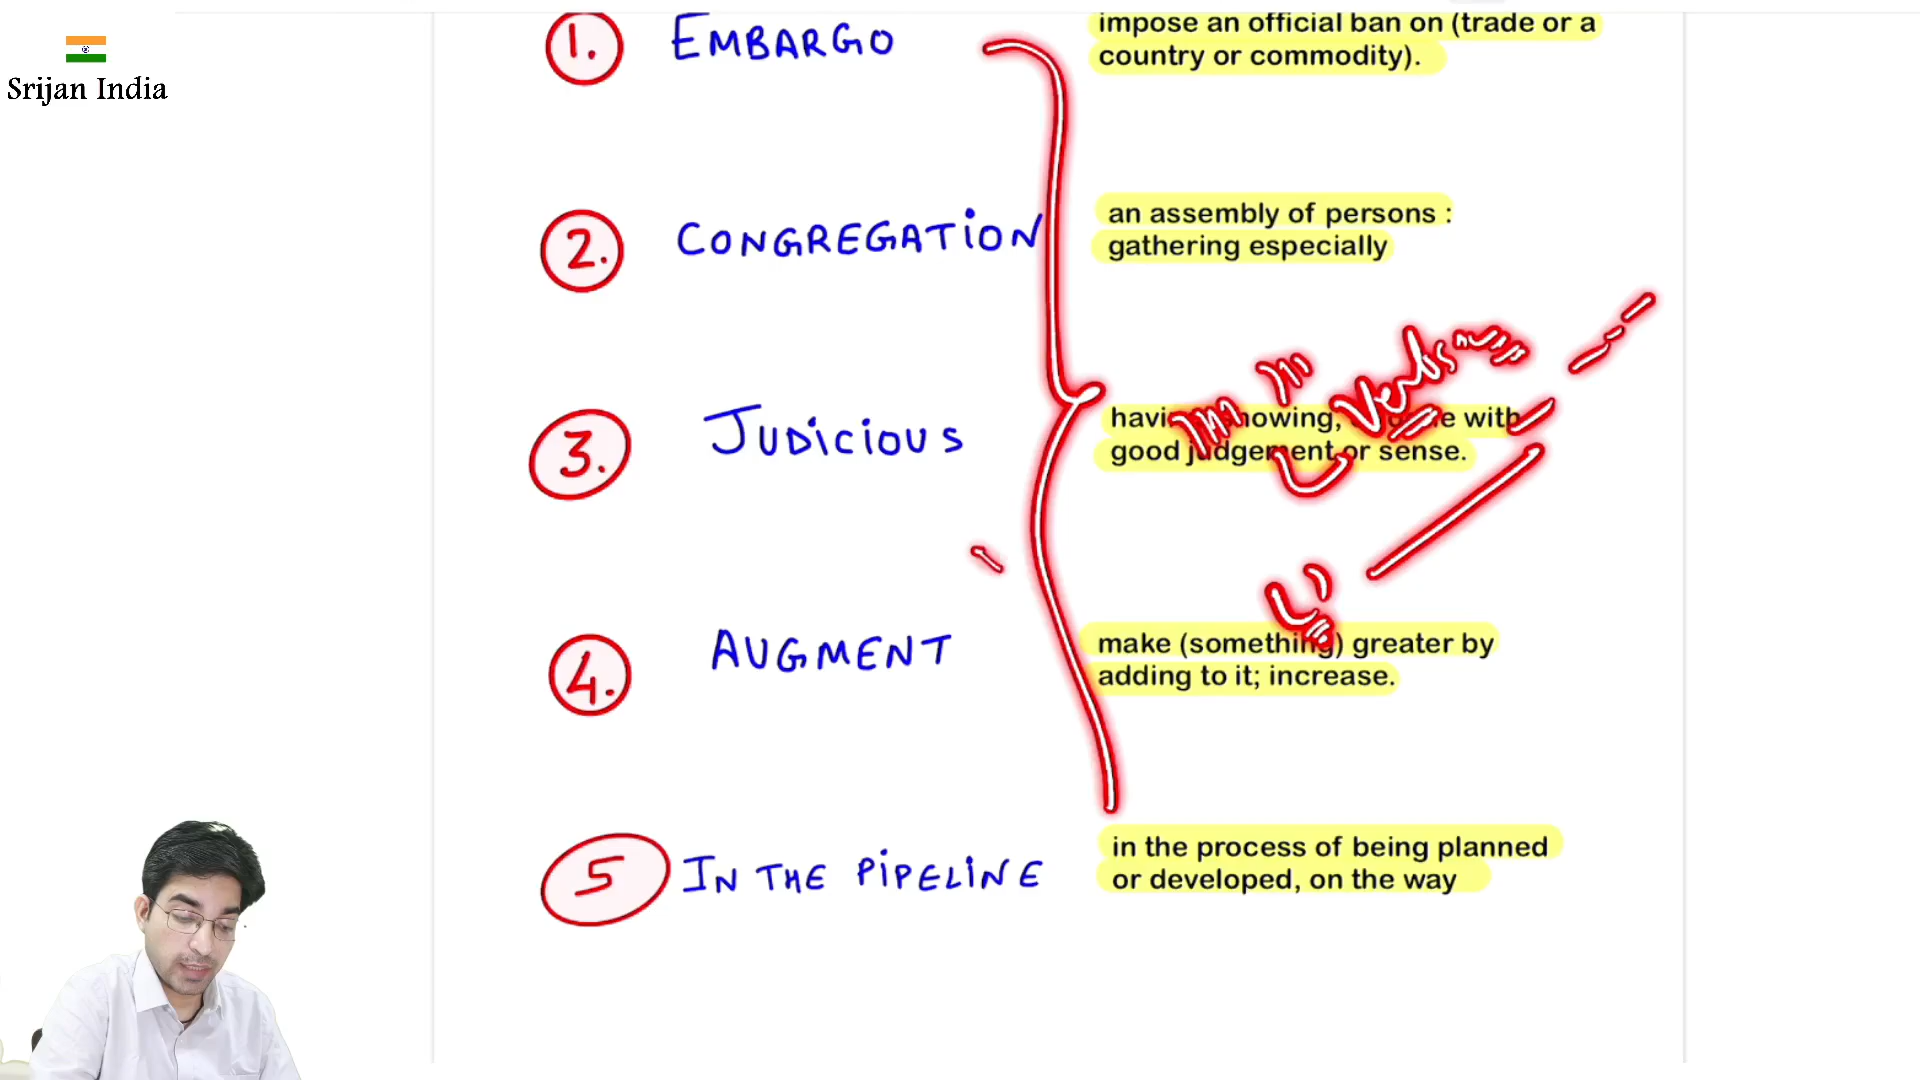 Srijan India
1. EMBARGO
impose an official ban on (trade or a
country or commodity).
2. CONGREGATION
an assembly of persons :
gathering especially
3. JUDICIOUS
Verbs
with
good judgement or sense.
4. AUGMENT
make (something) greater by
adding to it; increase.
5 IN THE PIPELINE
in the process of being planned
or developed, on the way